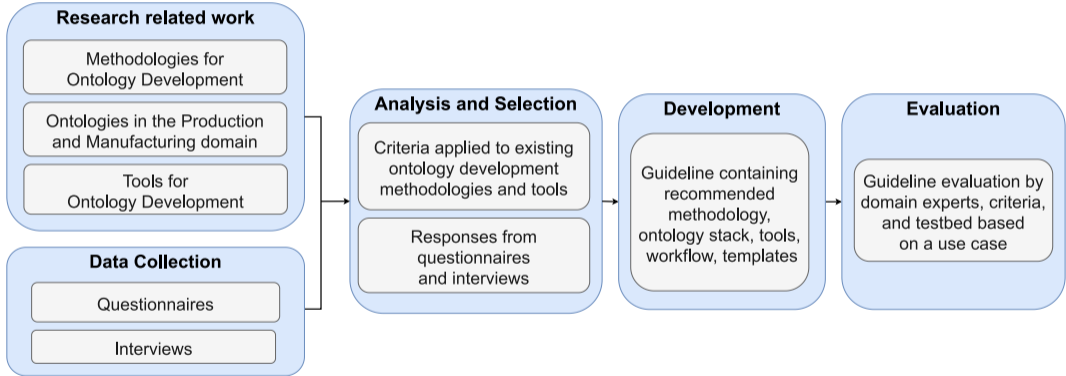 Research related work
Methodologies for
Ontology Development
Ontologies in the Production
and Manufacturing domain
Tools for
Ontology Development
Data Collection
Questionnaires
Interviews
Analysis and Selection
Criteria applied to existing
ontology development
methodologies and tools
Responses from
questionnaires
and interviews
Development
Guideline containing
recommended
methodology,
ontology stack, tools,
workflow, templates
Evaluation
Guideline evaluation by
domain experts, criteria,
and testbed based
on a use case